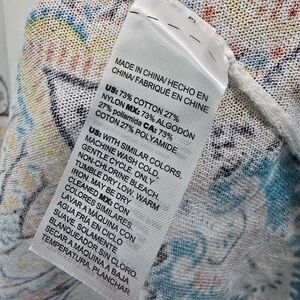 MADE IN CHINA/ HECHO EN
CHINA/ FABRIQUÉ EN CHINE
US: 73% COTTON 27%
NYLON MX: 73% ALGODÓN
27% poliamida CA: 73%
COTON 27% POLYAMIDE
US: WITH SIMILAR COLORS.
MACHINE WASH COLD,
GENTLE CYCLE. ONLY
NON-CHLORINE BLEACH.
TUMBLE DRY LOW. WARM
IRON. MAY BE DRY
CLEANED MX: CON
COLORES SIMILARES.
LAVAR A MÁQUINA CON
AGUA FRÍA EN CICLO
SUAVE. SOLAMENTE
BLANQUEADOR SIN CLORO.
SECAR A MÁQUINA A BAJA
TEMPERATURA. PLANCHAR